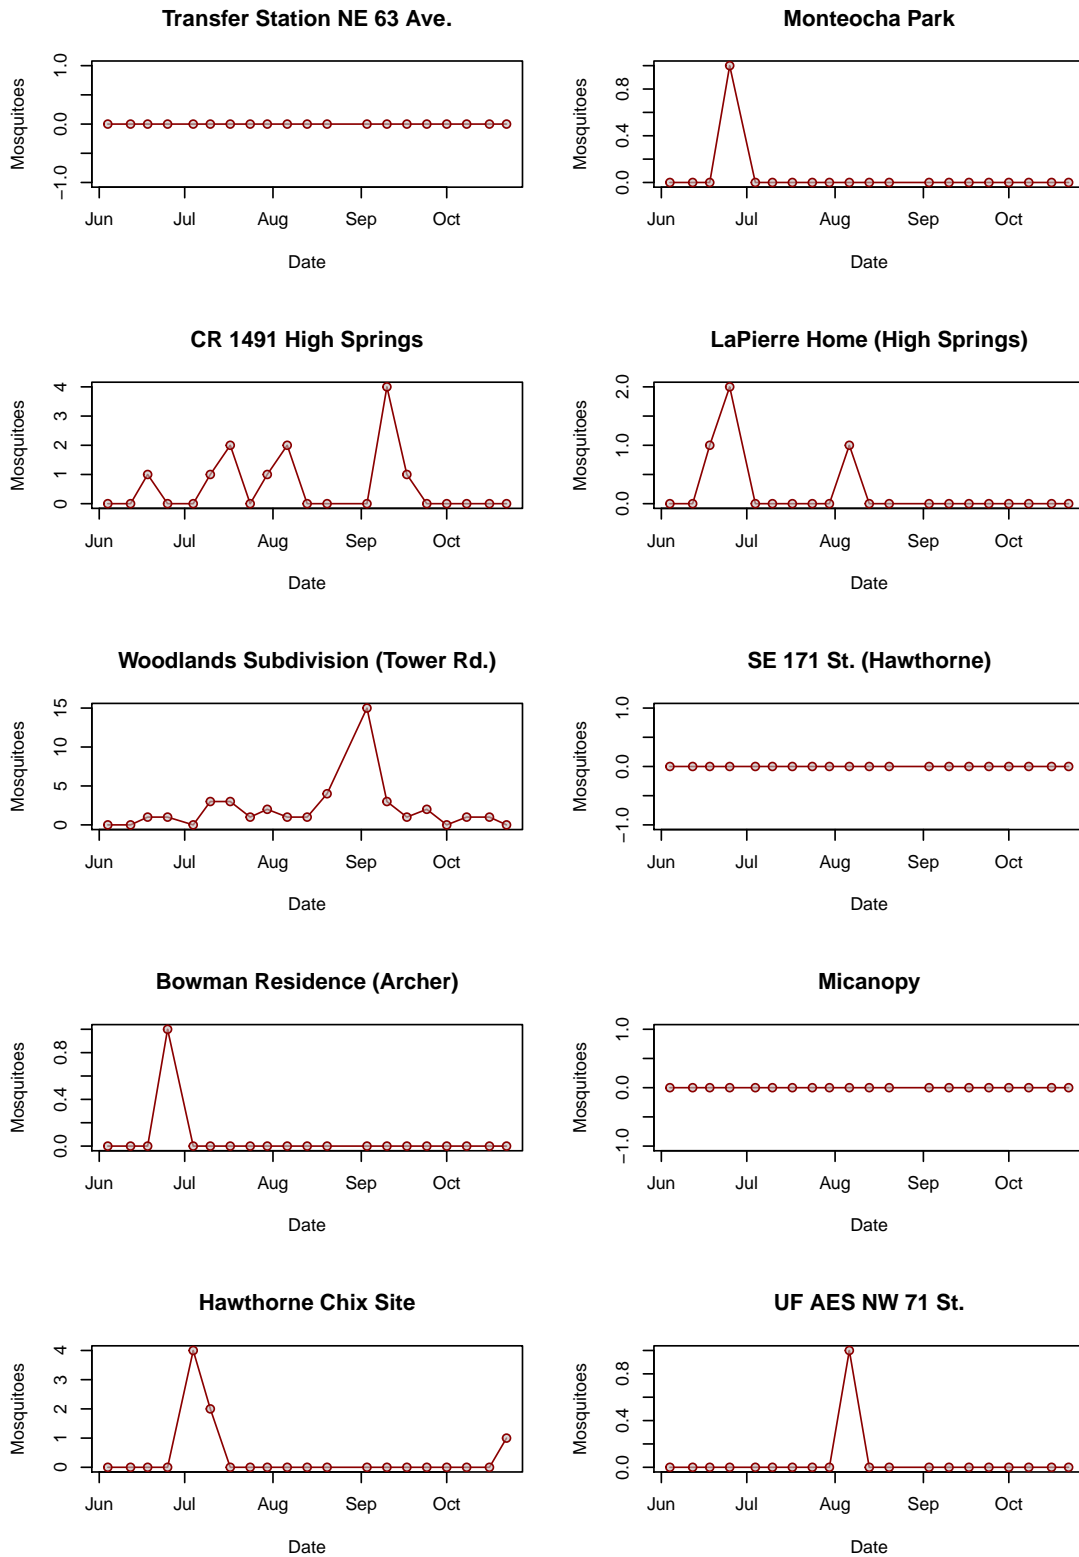 Transfer Station NE 63 Ave.
Mosquitoes
−1.0 0.0 1.0
Jun Jul Aug Sep Oct
Date
Monteocha Park
Mosquitoes
0.0 0.4 0.8
Jun Jul Aug Sep Oct
Date
CR 1491 High Springs
Mosquitoes
0 1 2 3 4
Jun Jul Aug Sep Oct
Date
LaPierre Home (High Springs)
Mosquitoes
0.0 1.0 2.0
Jun Jul Aug Sep Oct
Date
Woodlands Subdivision (Tower Rd.)
Mosquitoes
0 5 10 15
Jun Jul Aug Sep Oct
Date
SE 171 St. (Hawthorne)
Mosquitoes
−1.0 0.0 1.0
Jun Jul Aug Sep Oct
Date
Bowman Residence (Archer)
Mosquitoes
0.0 0.4 0.8
Jun Jul Aug Sep Oct
Date
Micanopy
Mosquitoes
−1.0 0.0 1.0
Jun Jul Aug Sep Oct
Date
Hawthorne Chix Site
Mosquitoes
0 1 2 3 4
Jun Jul Aug Sep Oct
Date
UF AES NW 71 St.
Mosquitoes
0.0 0.4 0.8
Jun Jul Aug Sep Oct
Date